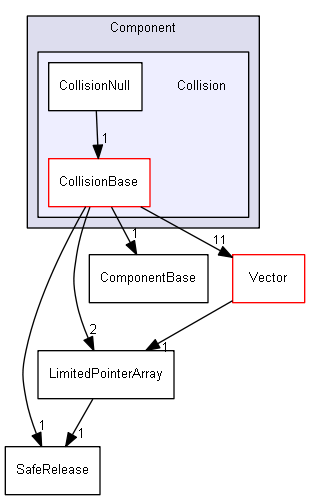 Component
CollisionNull
Collision
1
CollisionBase
1
11
ComponentBase
Vector
2
1
LimitedPointerArray
1
1
SafeRelease